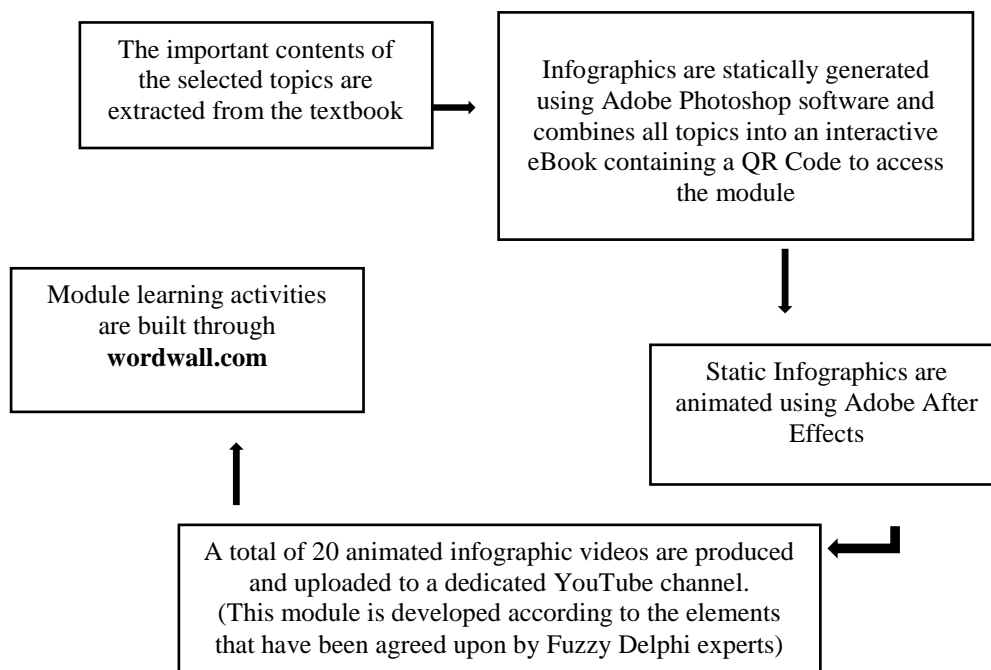 The important contents of
the selected topics are
extracted from the textbook
Infographics are statically generated
using Adobe Photoshop software and
combines all topics into an interactive
eBook containing a QR Code to access
the module
Static Infographics are
animated using Adobe After
Effects
A total of 20 animated infographic videos are produced
and uploaded to a dedicated YouTube channel.
(This module is developed according to the elements
that have been agreed upon by Fuzzy Delphi experts)
Module learning activities
are built through
wordwall.com